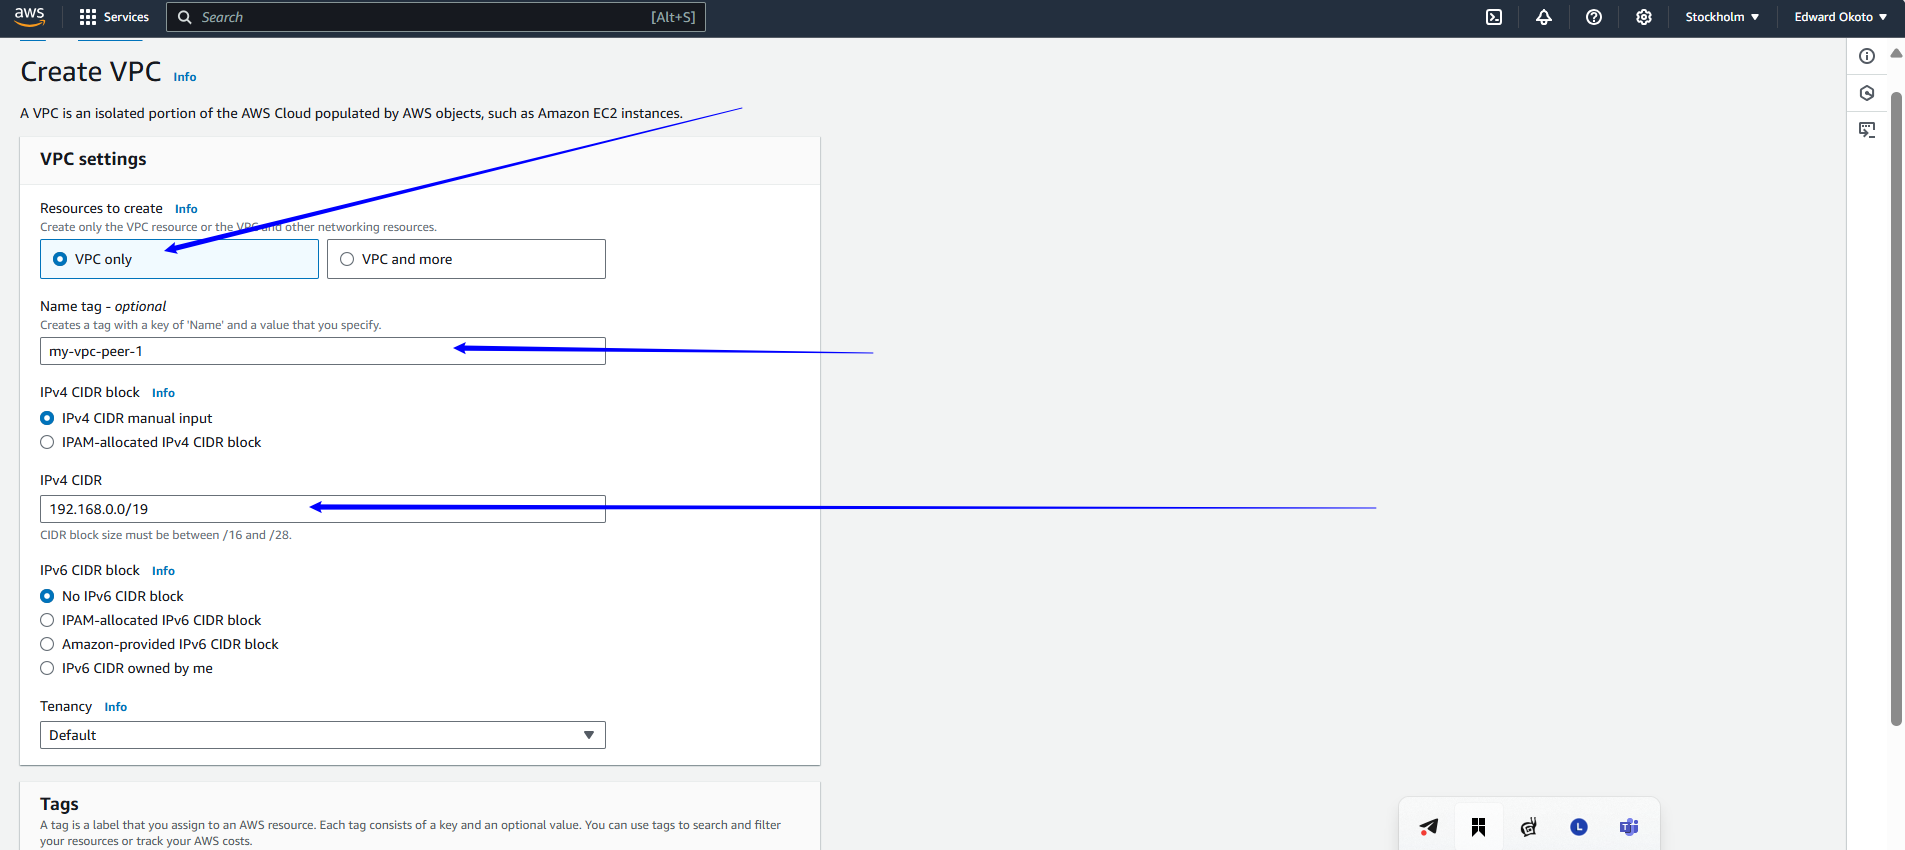 aws
Services
Search
[Alt+S]
Stockholm
Edward Okoto
Create VPC Info
A VPC is an isolated portion of the AWS Cloud populated by AWS objects, such as Amazon EC2 instances.
VPC settings
Resources to create Info
Create only the VPC resource or the VPC and other networking resources.
VPC only
VPC and more
Name tag - optional
Creates a tag with a key of 'Name' and a value that you specify.
my-vpc-peer-1
IPv4 CIDR block Info
IPv4 CIDR manual input
IPAM-allocated IPv4 CIDR block
IPv4 CIDR
192.168.0.0/19
CIDR block size must be between /16 and /28.
IPv6 CIDR block Info
No IPv6 CIDR block
IPAM-allocated IPv6 CIDR block
Amazon-provided IPv6 CIDR block
IPv6 CIDR owned by me
Tenancy Info
Default
Tags
A tag is a label that you assign to an AWS resource. Each tag consists of a key and an optional value. You can use tags to search and filter
your resources or track your AWS costs.
L